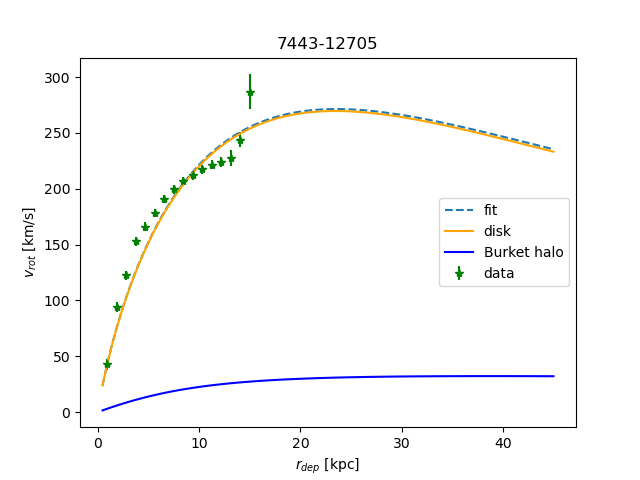 7443-12705
300
250
200
150
100
50
0
v_rot [km/s]
fit
disk
Burket halo
data
0 10 20 30 40
r_dep [kpc]